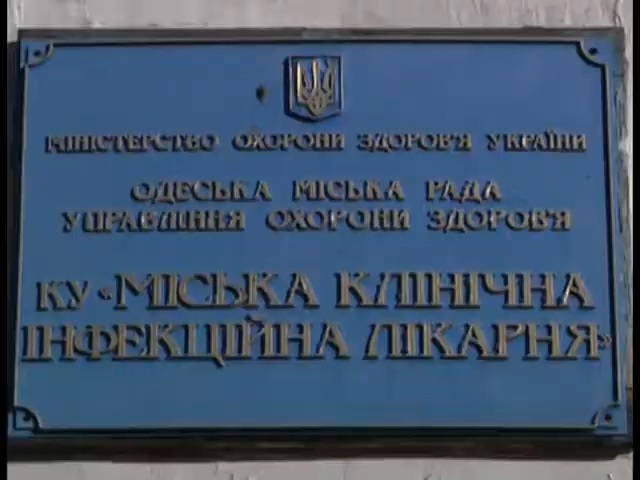 МІНІСТЕРСТВО ОХОРОНИ ЗДОРОВ'Я УКРАЇНИ
ОДЕСЬКА МІСЬКА РАДА
УПРАВЛІННЯ ОХОРОНИ ЗДОРОВ'Я
КУ «МІСЬКА КЛІНІЧНА
ІНФЕКЦІЙНА ЛІКАРНЯ»